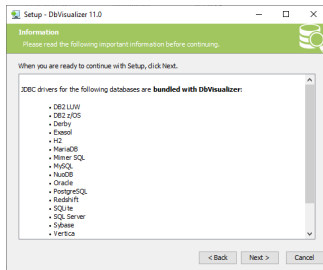 Setup - DbVisualizer 11.0
Information
Please read the following important information before continuing.
When you are ready to continue with Setup, click Next.
JDBC drivers for the following databases are bundled with DbVisualizer:
• DB2 LUW
• DB2 z/OS
• Derby
• Exasol
• H2
• MariaDB
• Mimer SQL
• MySQL
• NuoDB
• Oracle
• PostgreSQL
• Redshift
• SQLite
• SQL Server
• Sybase
• Vertica
< Back Next > Cancel